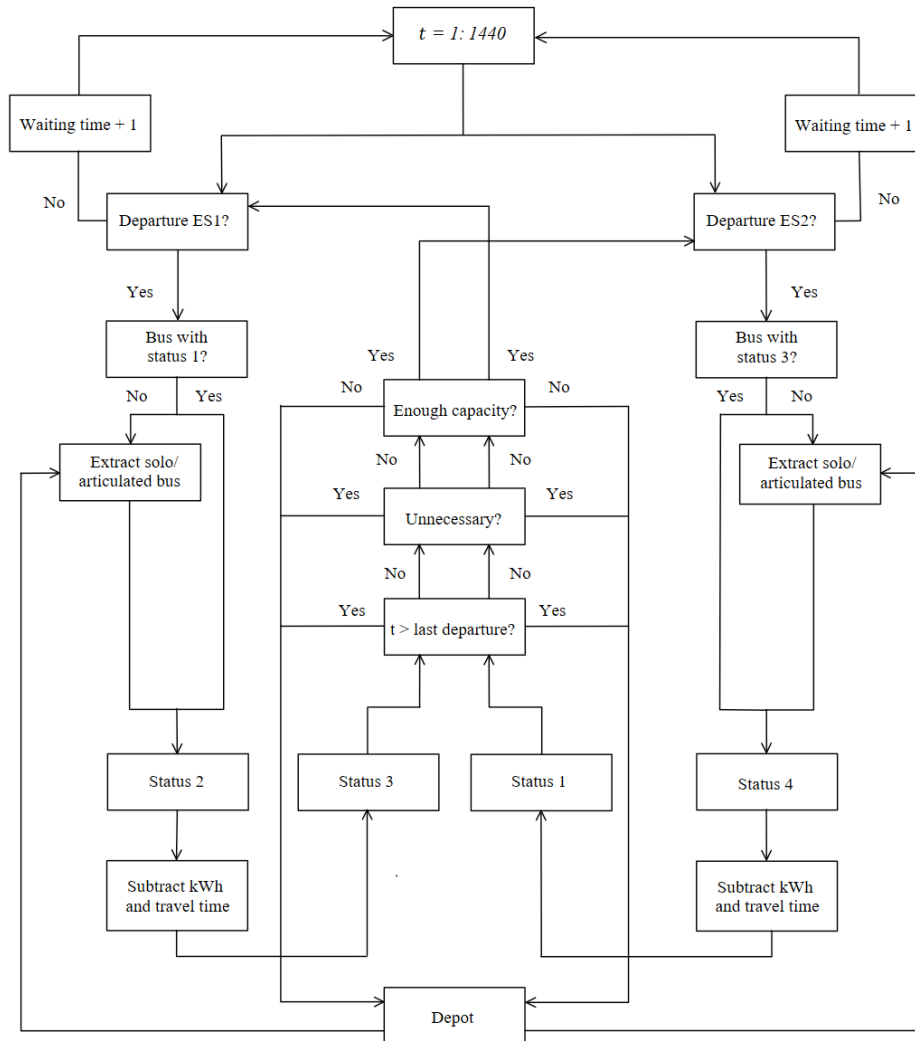 t = 1: 1440
Waiting time + 1
Waiting time + 1
No
No
Departure ES1?
Departure ES2?
Yes
Yes
Bus with
status 1?
Bus with
status 3?
Yes
Yes
No
Yes
No
No
Yes
No
Enough capacity?
Extract solo/
articulated bus
Extract solo/
articulated bus
No
No
Yes
Yes
Unnecessary?
No
No
Yes
Yes
t > last departure?
Status 2
Status 3
Status 1
Status 4
Subtract kWh
and travel time
Subtract kWh
and travel time
Depot